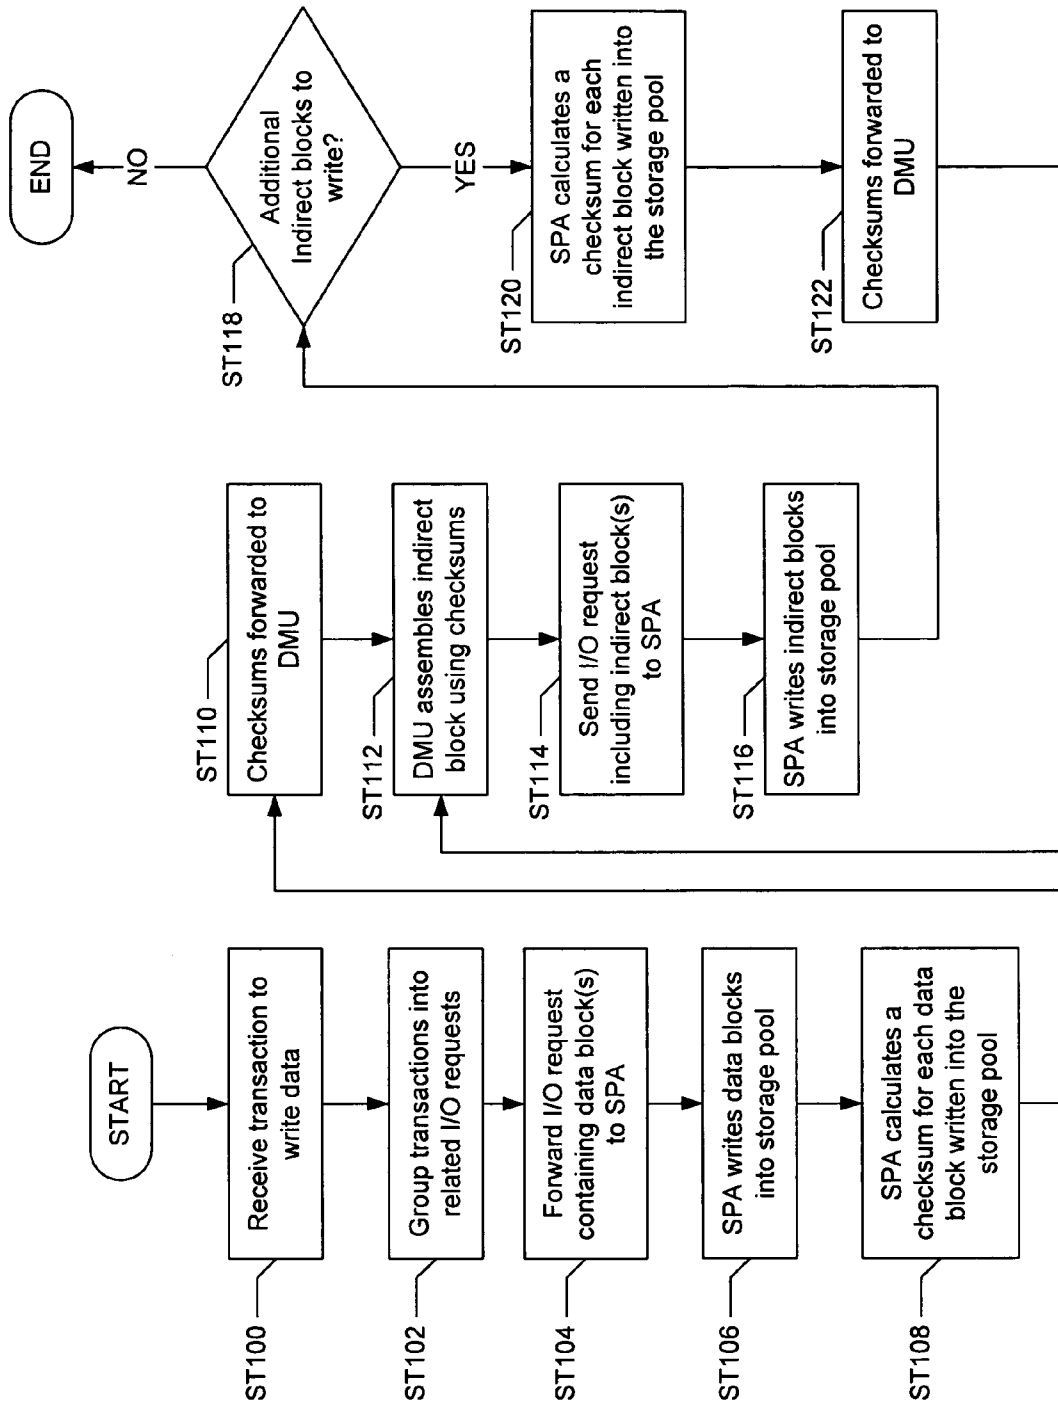 START
ST100
Receive transaction to
write data
ST102
Group transactions into
related I/O requests
ST104
Forward I/O request
containing data block(s)
to SPA
ST106
SPA writes data blocks
into storage pool
ST108
SPA calculates a
checksum for each data
block written into the
storage pool
ST110
Checksums forwarded to
DMU
ST112
DMU assembles indirect
block using checksums
ST114
Send I/O request
including indirect block(s)
to SPA
ST116
SPA writes indirect blocks
into storage pool
END
NO
ST118
Additional
Indirect blocks to
write?
YES
ST120
SPA calculates a
checksum for each
indirect block written into
the storage pool
ST122
Checksums forwarded to
DMU